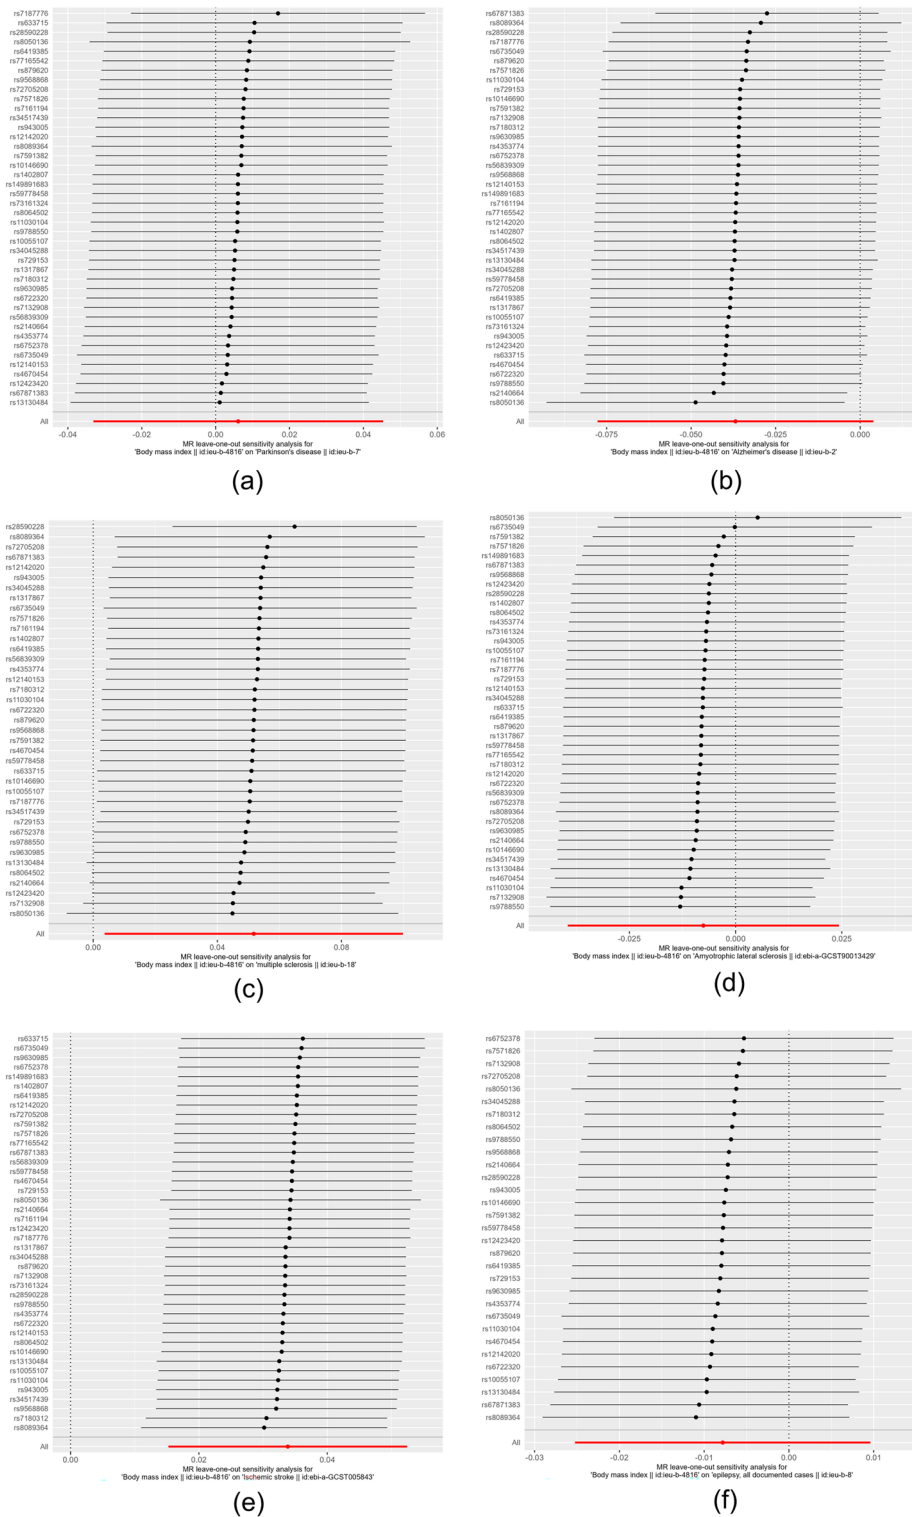 rs7187776
rs633715
rs28590228
rs8050136
rs6419385
rs77165542
rs879620
rs9568868
rs72705208
rs7571826
rs7161194
rs34517439
rs943005
rs12142020
rs8089364
rs7591382
rs10146690
rs1402807
rs149891683
rs59778458
rs73161324
rs8064502
rs11030104
rs9788550
rs10055107
rs34045288
rs729153
rs1317867
rs7180312
rs9630985
rs6722320
rs7132908
rs56839309
rs2140664
rs4353774
rs6752378
rs6735049
rs12140153
rs4670454
rs12423420
rs67871383
rs13130484
All
-0.04 -0.02 0.00 0.02 0.04 0.06
MR leave-one-out sensitivity analysis for
'Body mass index || id:ieu-b-4816' on 'Parkinson's disease || id:ieu-b-7'
(a)
rs67871383
rs8089364
rs28590228
rs7187776
rs6735049
rs879620
rs7571826
rs11030104
rs729153
rs10146690
rs7591382
rs7132908
rs7180312
rs9630985
rs4353774
rs6752378
rs56839309
rs9568868
rs12140153
rs149891683
rs7161194
rs77165542
rs12142020
rs1402807
rs8064502
rs34517439
rs13130484
rs34045288
rs59778458
rs72705208
rs6419385
rs1317867
rs10055107
rs73161324
rs943005
rs12423420
rs633715
rs4670454
rs6722320
rs9788550
rs2140664
rs8050136
All
-0.075 -0.050 -0.025 0.000
MR leave-one-out sensitivity analysis for
'Body mass index || id:ieu-b-4816' on 'Alzheimer's disease || id:ieu-b-2'
(b)
rs28590228
rs8089364
rs72705208
rs67871383
rs12142020
rs943005
rs34045288
rs1317867
rs6735049
rs7571826
rs7161194
rs1402807
rs6419385
rs56839309
rs4353774
rs12140153
rs7180312
rs11030104
rs6722320
rs879620
rs9568868
rs7591382
rs4670454
rs59778458
rs633715
rs10146690
rs10055107
rs7187776
rs34517439
rs729153
rs6752378
rs9788550
rs9630985
rs13130484
rs8064502
rs2140664
rs12423420
rs7132908
rs8050136
All
0.00 0.04 0.08
MR leave-one-out sensitivity analysis for
'Body mass index || id:ieu-b-4816' on 'multiple sclerosis || id:ieu-b-18'
(c)
rs8050136
rs6735049
rs7591382
rs7571826
rs149891683
rs67871383
rs9568868
rs12423420
rs28590228
rs1402807
rs8064502
rs4353774
rs73161324
rs943005
rs10055107
rs7161194
rs7187776
rs729153
rs12140153
rs34045288
rs633715
rs6419385
rs879620
rs1317867
rs59778458
rs77165542
rs7180312
rs12142020
rs6722320
rs56839309
rs6752378
rs8089364
rs72705208
rs9630985
rs2140664
rs10146690
rs34517439
rs12423420
rs4670454
rs11030104
rs7132908
rs9788550
All
-0.025 0.000 0.025
MR leave-one-out sensitivity analysis for
'Body mass index || id:ieu-b-4816' on 'Amyotrophic lateral sclerosis || id:ebi-a-GCST90013429'
(d)
rs633715
rs6735049
rs9630985
rs6752378
rs149891683
rs1402807
rs6419385
rs12142020
rs72705208
rs7591382
rs7571826
rs77165542
rs67871383
rs56839309
rs59778458
rs4670454
rs729153
rs8050136
rs2140664
rs7161194
rs12423420
rs7187776
rs1317867
rs34045288
rs879620
rs7132908
rs73161324
rs28590228
rs9788550
rs4353774
rs6722320
rs12140153
rs8064502
rs10146690
rs13130484
rs10055107
rs11030104
rs943005
rs34517439
rs9568868
rs7180312
rs8089364
All
0.00 0.02 0.04
MR leave-one-out sensitivity analysis for
'Body mass index || id:ieu-b-4816' on 'Ischemic stroke || id:ebi-a-GCST005843'
(e)
rs6752378
rs7571826
rs7132908
rs72705208
rs8050136
rs34045288
rs7180312
rs8064502
rs9788550
rs9568868
rs2140664
rs28590228
rs943005
rs10146690
rs7591382
rs59778458
rs12423420
rs879620
rs6419385
rs729153
rs9630985
rs4353774
rs6735049
rs11030104
rs4670454
rs12142020
rs6722320
rs10055107
rs13130484
rs67871383
rs8089364
All
-0.03 -0.02 -0.01 0.00 0.01
MR leave-one-out sensitivity analysis for
'Body mass index || id:ieu-b-4816' on 'epilepsy, all documented cases || id:ieu-b-8'
(f)